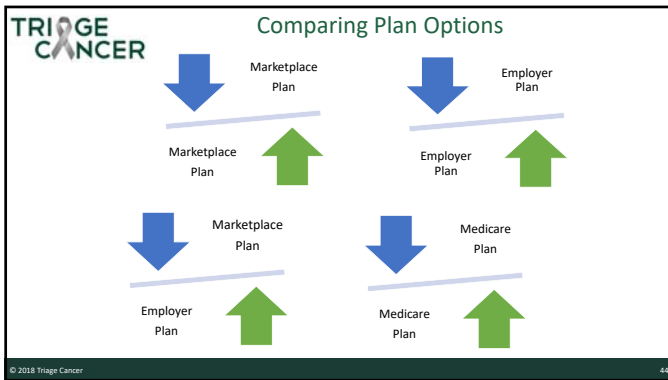 TRIAGE
CANCER
Comparing Plan Options
Marketplace
Plan
Marketplace
Plan
Employer
Plan
Employer
Plan
Marketplace
Plan
Employer
Plan
Medicare
Plan
Medicare
Plan
© 2018 Triage Cancer
44